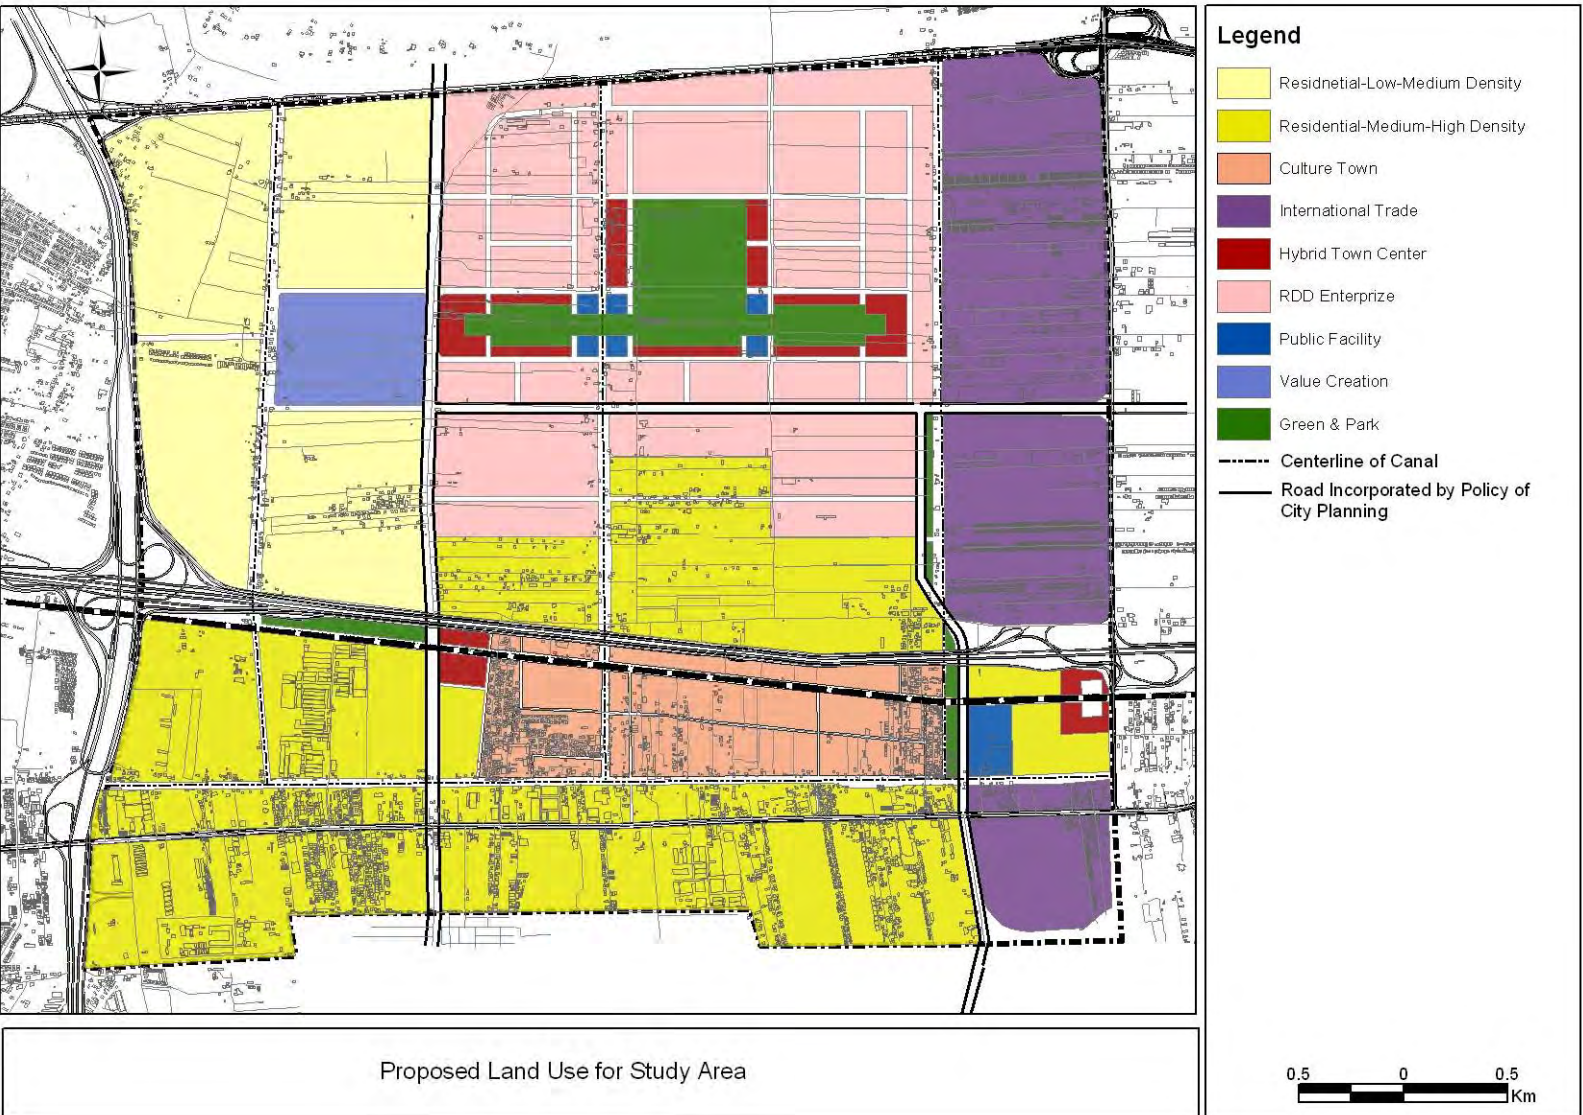 N
Legend
Residnetial-Low-Medium Density
Residential-Medium-High Density
Culture Town
International Trade
Hybrid Town Center
RDD Enterprize
Public Facility
Value Creation
Green & Park
Centerline of Canal
Road Incorporated by Policy of
City Planning
Proposed Land Use for Study Area
0.5 0 0.5
Km